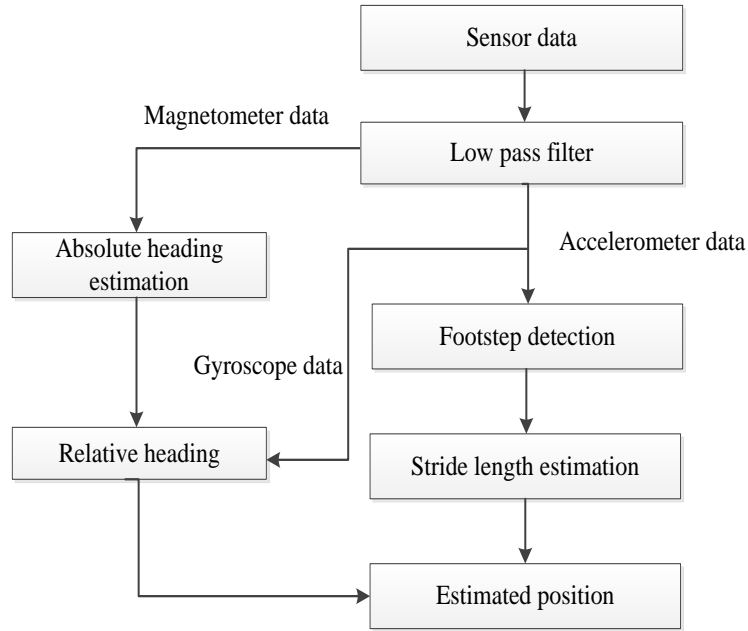 Sensor data
Magnetometer data
Low pass filter
Absolute heading
estimation
Accelerometer data
Footstep detection
Gyroscope data
Relative heading
Stride length estimation
Estimated position